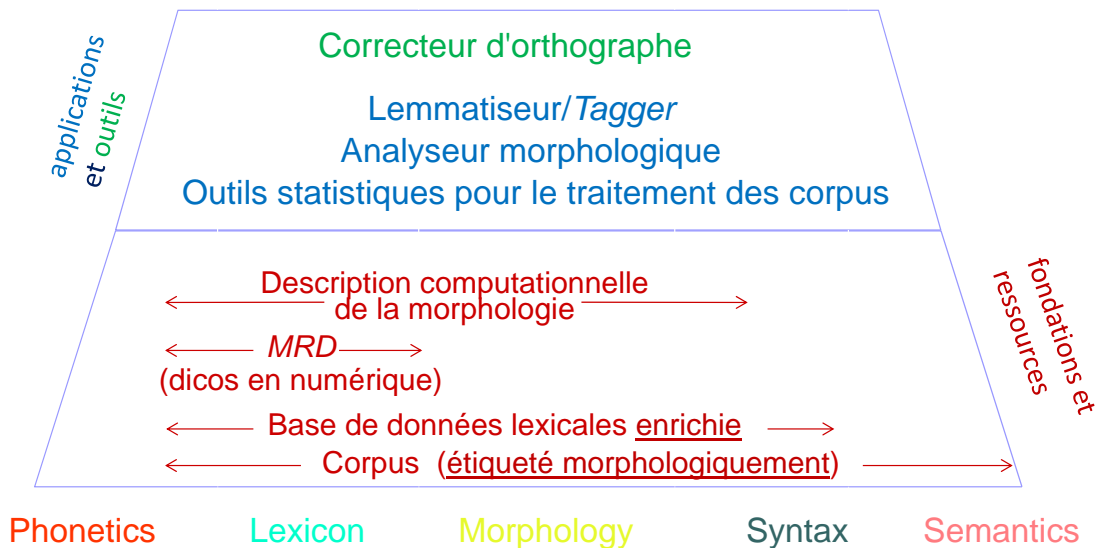 applications
et outils
Correcteur d'orthographe
Lemmatiseur/Tagger
Analyseur morphologique
Outils statistiques pour le traitement des corpus
Description computationnelle
de la morphologie
MRD
(dicos en numérique)
Base de données lexicales enrichie
Corpus (étiqueté morphologiquement)
fondations et
ressources
Phonetics Lexicon Morphology Syntax Semantics